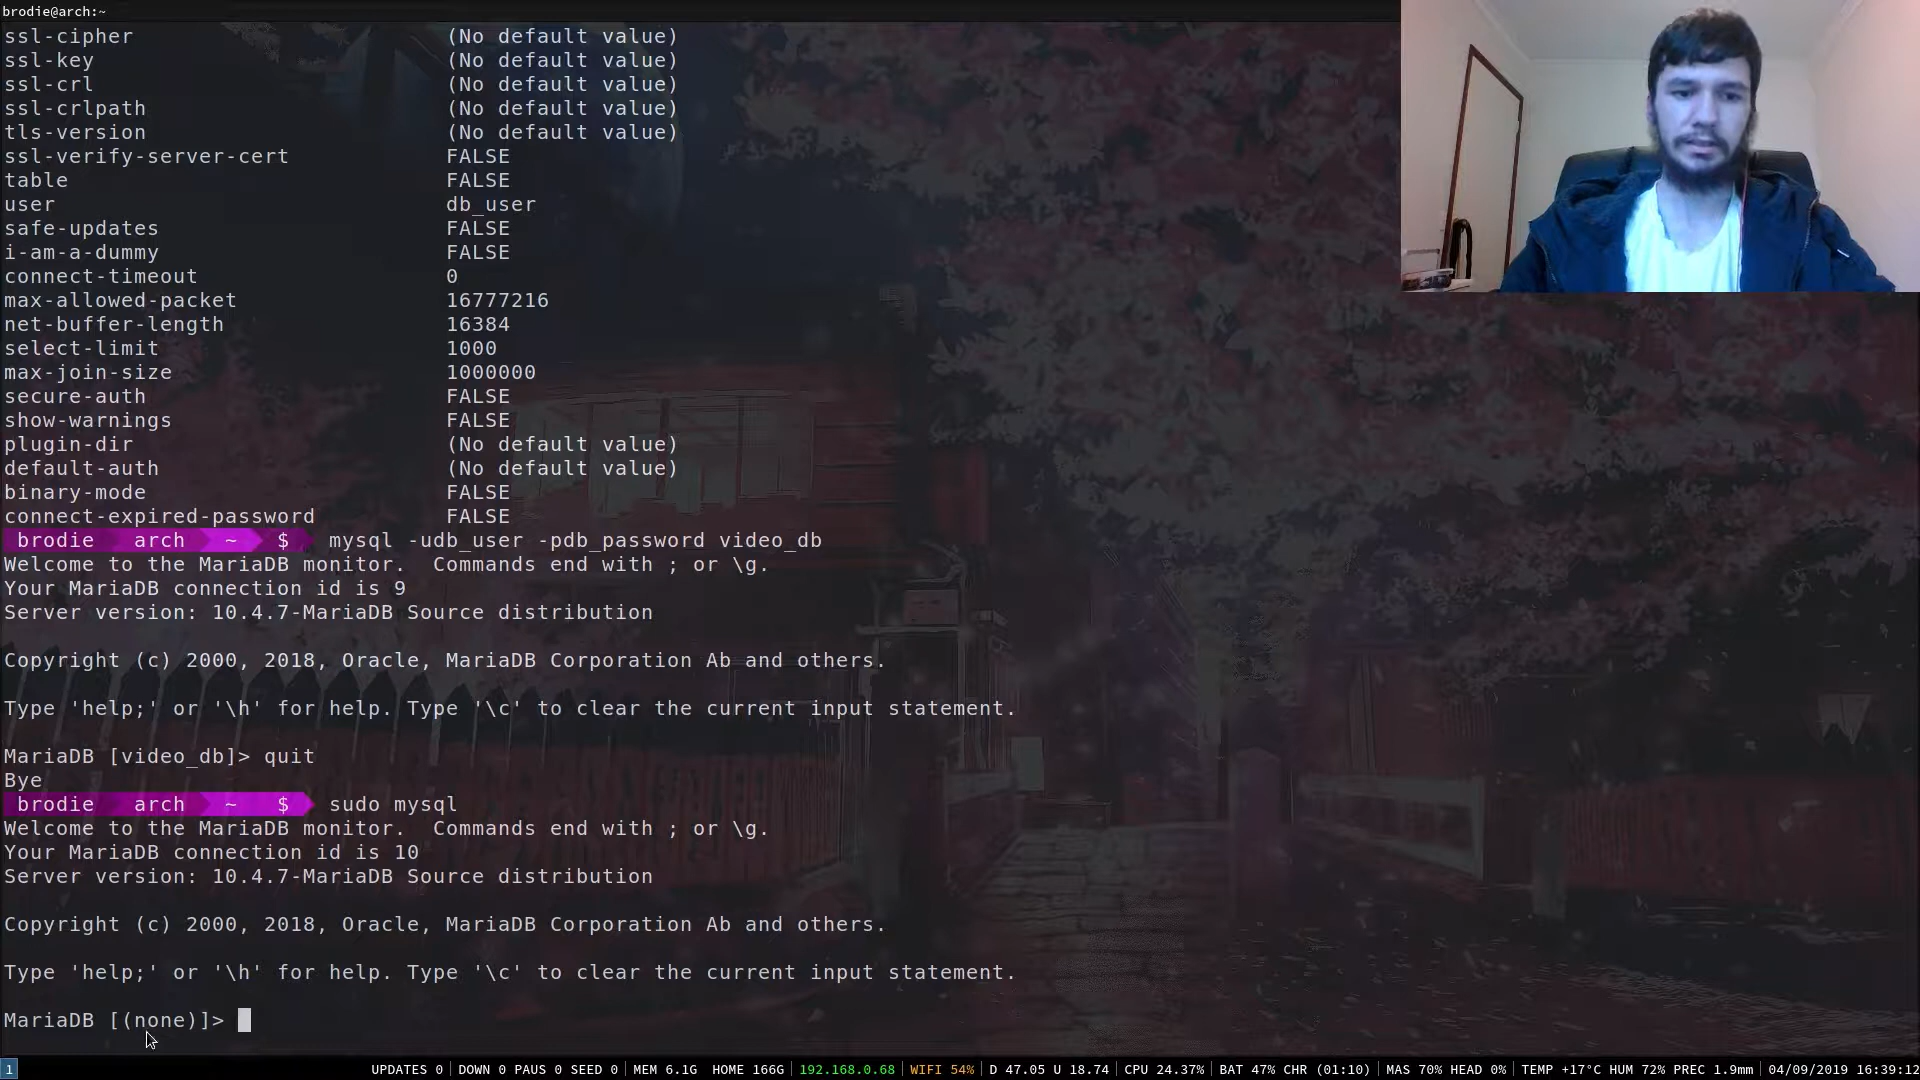 brodie@arch:~
ssl-cipher (No default value)
ssl-key (No default value)
ssl-crl (No default value)
ssl-crlpath (No default value)
tls-version (No default value)
ssl-verify-server-cert FALSE
table FALSE
user db_user
safe-updates FALSE
i-am-a-dummy FALSE
connect-timeout 0
max-allowed-packet 16777216
net-buffer-length 16384
select-limit 1000
max-join-size 1000000
secure-auth FALSE
show-warnings FALSE
plugin-dir (No default value)
default-auth (No default value)
binary-mode FALSE
connect-expired-password FALSE
brodie arch ~ $ mysql -udb_user -pdb_password video_db
Welcome to the MariaDB monitor.  Commands end with ; or \g.
Your MariaDB connection id is 9
Server version: 10.4.7-MariaDB Source distribution
Copyright (c) 2000, 2018, Oracle, MariaDB Corporation Ab and others.
Type 'help;' or '\h' for help. Type '\c' to clear the current input statement.
MariaDB [video_db]> quit
Bye
brodie arch ~ $ sudo mysql
Welcome to the MariaDB monitor.  Commands end with ; or \g.
Your MariaDB connection id is 10
Server version: 10.4.7-MariaDB Source distribution
Copyright (c) 2000, 2018, Oracle, MariaDB Corporation Ab and others.
Type 'help;' or '\h' for help. Type '\c' to clear the current input statement.
MariaDB [(none)]>
1 UPDATES 0 | DOWN 0 PAUS 0 SEED 0 | MEM 6.1G HOME 166G | 192.168.0.68 | WIFI 54% | D 47.05 U 18.74 | CPU 24.37% | BAT 47% CHR (01:10) | MAS 70% HEAD 0% | TEMP +17°C HUM 72% PREC 1.9mm | 04/09/2019 16:39:12